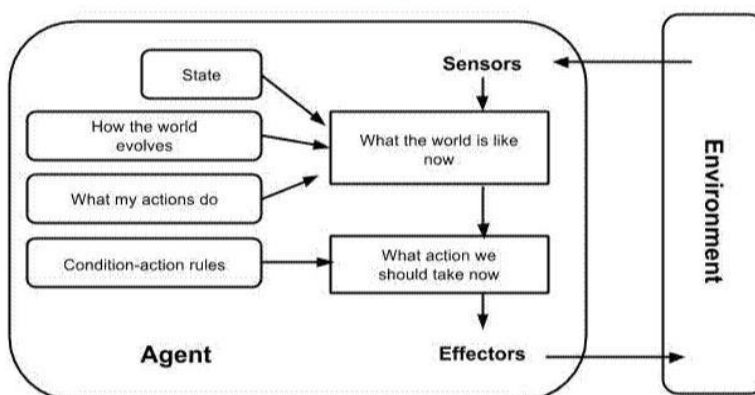 State
Sensors
How the world
evolves
What the world is like
now
What my actions do
Condition-action rules
What action we
should take now
Agent
Effectors
Environment